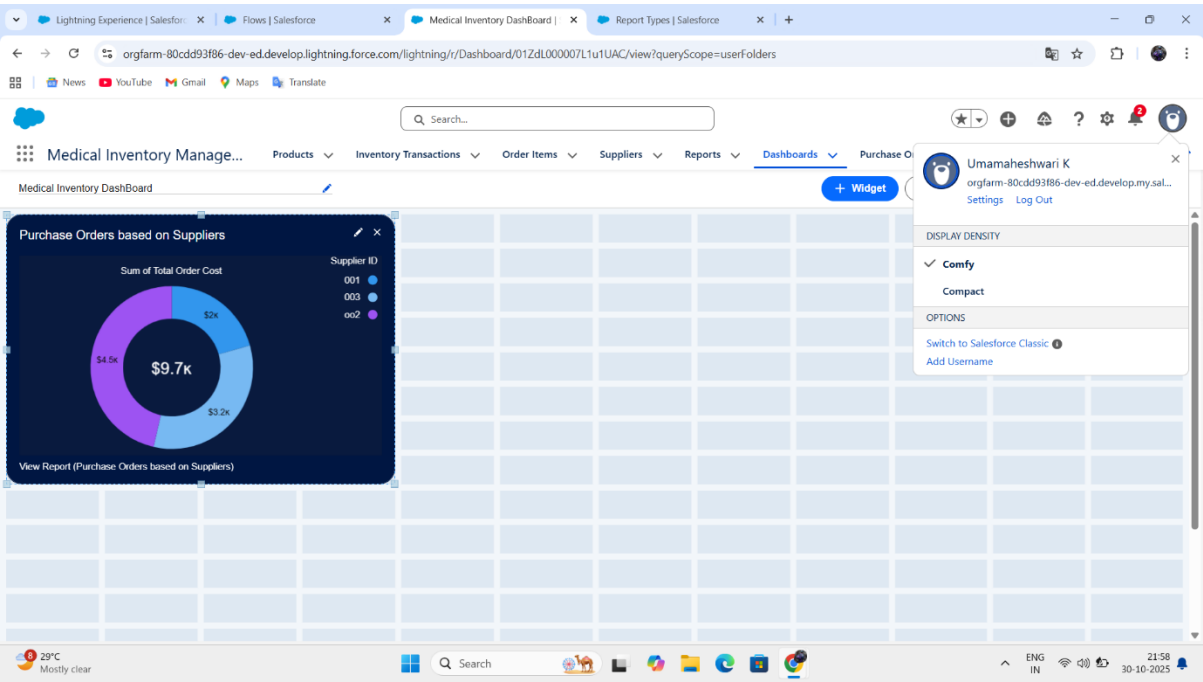 Lightning Experience | Salesforc
Flows | Salesforce
Medical Inventory DashBoard |
Report Types | Salesforce
orgfarm-80cdd93f86-dev-ed.develop.lightning.force.com/lightning/r/Dashboard/01ZdL000007L1u1UAC/view?queryScope=userFolders
News
YouTube
Gmail
Maps
Translate
Search...
2
Medical Inventory Manage...
Products
Inventory Transactions
Order Items
Suppliers
Reports
Dashboards
Purchase O
Medical Inventory DashBoard
+ Widget
Umamaheshwari K
orgfarm-80cdd93f86-dev-ed.develop.my.sal...
Settings Log Out
DISPLAY DENSITY
Comfy
Compact
OPTIONS
Switch to Salesforce Classic
Add Username
Purchase Orders based on Suppliers
Sum of Total Order Cost
Supplier ID
001
003
oo2
$2K
$4.5K
$9.7K
$3.2K
View Report (Purchase Orders based on Suppliers)
8
29°C
Mostly clear
Search
ENG
IN
21:58
30-10-2025